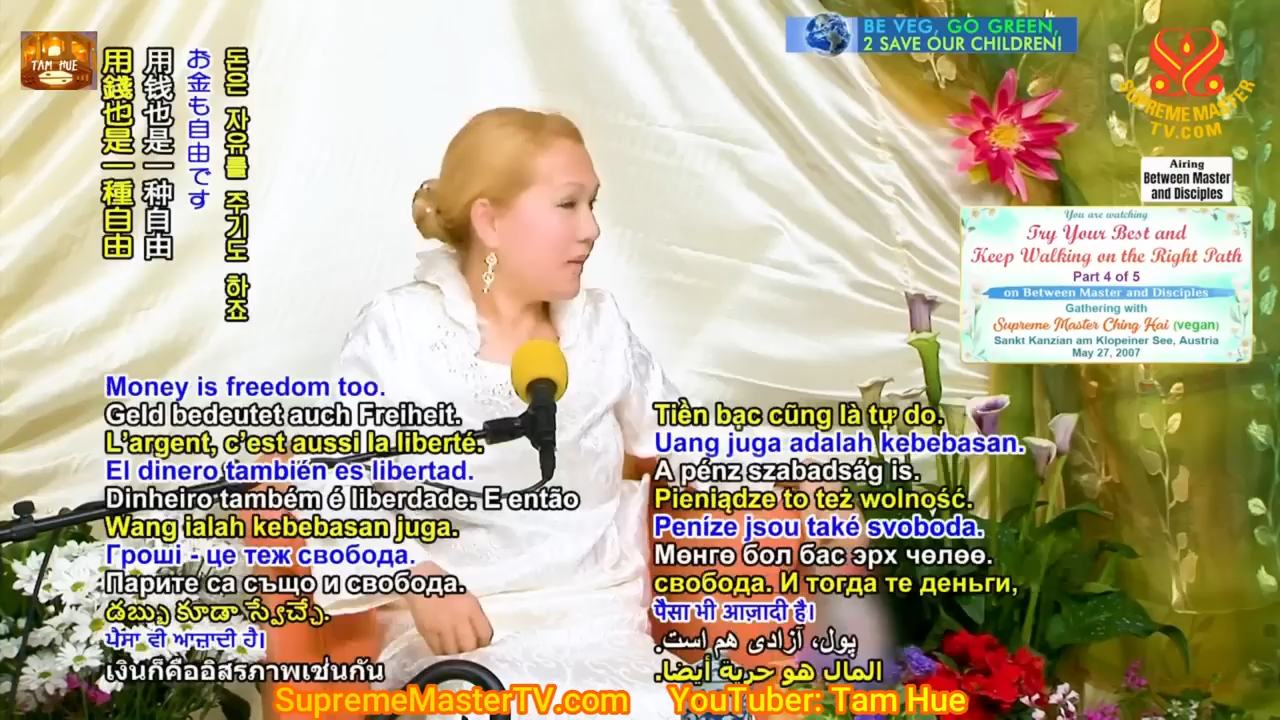 TAM HUE
BE VEG, GO GREEN,
2 SAVE OUR CHILDREN!
SUPREME MASTER
TV.COM
Airing
Between Master
and Disciples
You are watching
Try Your Best and
Keep Walking on the Right Path
Part 4 of 5
on Between Master and Disciples
Gathering with
Supreme Master Ching Hai (vegan)
Sankt Kanzian am Klopeiner See, Austria
May 27, 2007
用錢也是一種自由
用钱也是一种自由
お金も自由です
돈은 자유를 주기도 하죠
Money is freedom too.
Geld bedeutet auch Freiheit.
L'argent, c'est aussi la liberté.
El dinero también es libertad.
Dinheiro também é liberdade. E então
Wang ialah kebebasan juga.
Гроші - це теж свобода.
Парите са също и свобода.
డబ్బు కూడా స్వేచ్ఛే.
ਪੈਸਾ ਵੀ ਆਜ਼ਾਦੀ ਹੈ।
เงินก็คืออิสรภาพเช่นกัน
Tiền bạc cũng là tự do.
Uang juga adalah kebebasan.
A pénz szabadság is.
Pieniądze to też wolność.
Peníze jsou také svoboda.
Мөнгө бол бас эрх чөлөө.
свобода. И тогда те деньги,
पैसा भी आज़ादी है।
پول، آزادی هم است.
المال هو حرية أيضا.
SupremeMasterTV.com YouTuber: Tam Hue